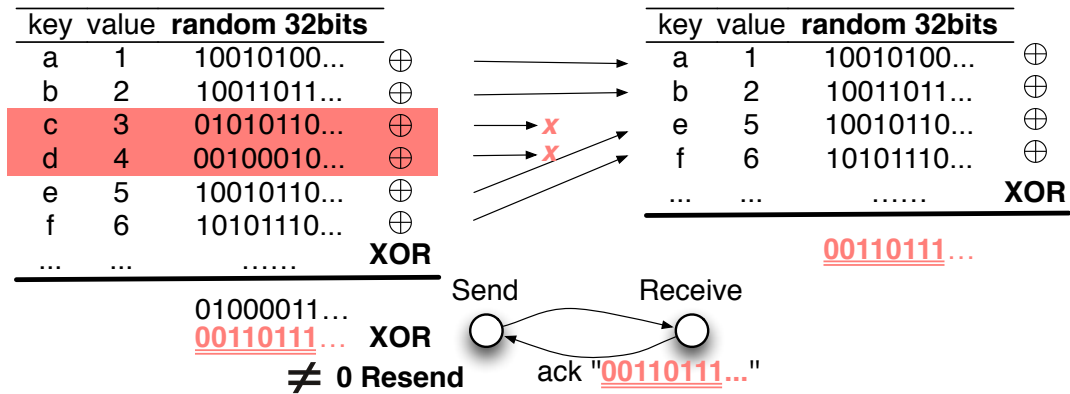 key value random 32bits
a 1 10010100... ⊕
b 2 10011011... ⊕
c 3 01010110... ⊕
d 4 00100010... ⊕
e 5 10010110... ⊕
f 6 10101110... ⊕
XOR
... ... ......
01000011...
00110111... XOR
≠ 0 Resend
x
x
key value random 32bits
a 1 10010100... ⊕
b 2 10011011... ⊕
e 5 10010110... ⊕
f 6 10101110... ⊕
... ... ...... XOR
00110111...
Send Receive
ack "00110111..."